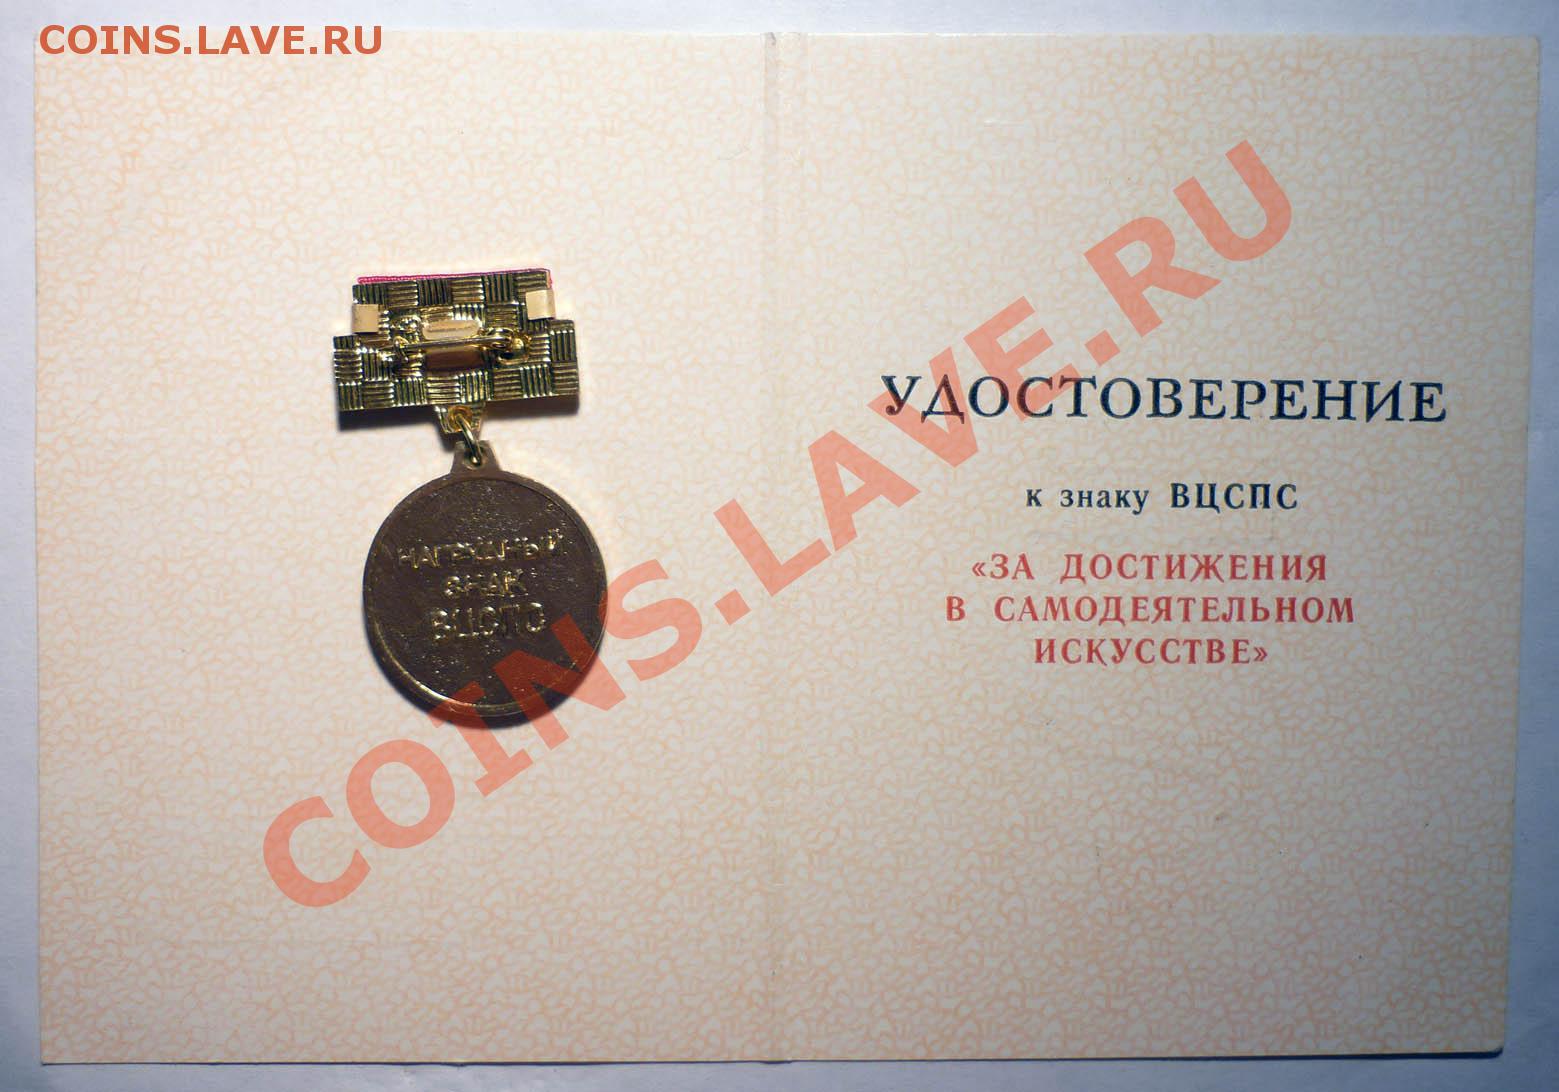 COINS.LAVE.RU
НАГРУДНЫЙ
ЗНАК
ВЦСПС
УДОСТОВЕРЕНИЕ
к знаку ВЦСПС
«ЗА ДОСТИЖЕНИЯ
В САМОДЕЯТЕЛЬНОМ
ИСКУССТВЕ»
COINS.LAVE.RU